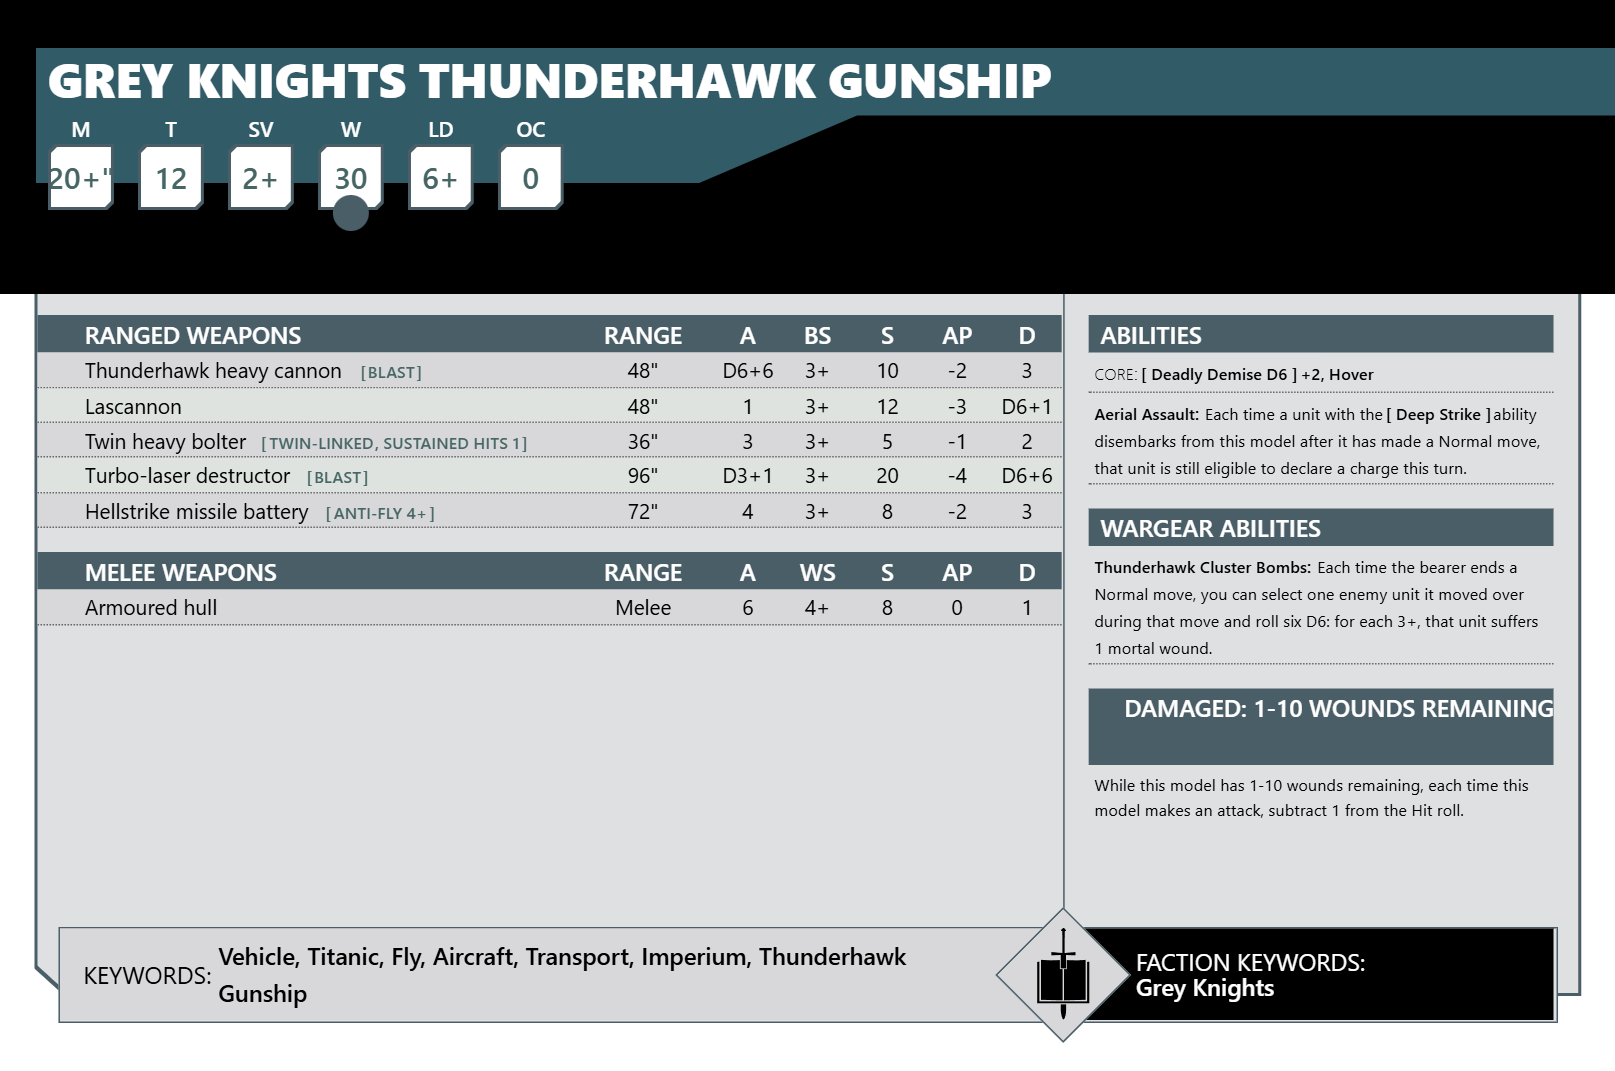 GREY KNIGHTS THUNDERHAWK GUNSHIP
M T SV W LD OC
20+" 12 2+ 30 6+ 0
RANGED WEAPONS RANGE A BS S AP D
Thunderhawk heavy cannon [BLAST] 48" D6+6 3+ 10 -2 3
Lascannon 48" 1 3+ 12 -3 D6+1
Twin heavy bolter [TWIN-LINKED, SUSTAINED HITS 1] 36" 3 3+ 5 -1 2
Turbo-laser destructor [BLAST] 96" D3+1 3+ 20 -4 D6+6
Hellstrike missile battery [ANTI-FLY 4+] 72" 4 3+ 8 -2 3
MELEE WEAPONS RANGE A WS S AP D
Armoured hull Melee 6 4+ 8 0 1
ABILITIES
CORE: [ Deadly Demise D6 ] +2, Hover
Aerial Assault: Each time a unit with the [ Deep Strike ] ability
disembarks from this model after it has made a Normal move,
that unit is still eligible to declare a charge this turn.
WARGEAR ABILITIES
Thunderhawk Cluster Bombs: Each time the bearer ends a
Normal move, you can select one enemy unit it moved over
during that move and roll six D6: for each 3+, that unit suffers
1 mortal wound.
DAMAGED: 1-10 WOUNDS REMAINING
While this model has 1-10 wounds remaining, each time this
model makes an attack, subtract 1 from the Hit roll.
KEYWORDS: Vehicle, Titanic, Fly, Aircraft, Transport, Imperium, Thunderhawk
Gunship
FACTION KEYWORDS:
Grey Knights